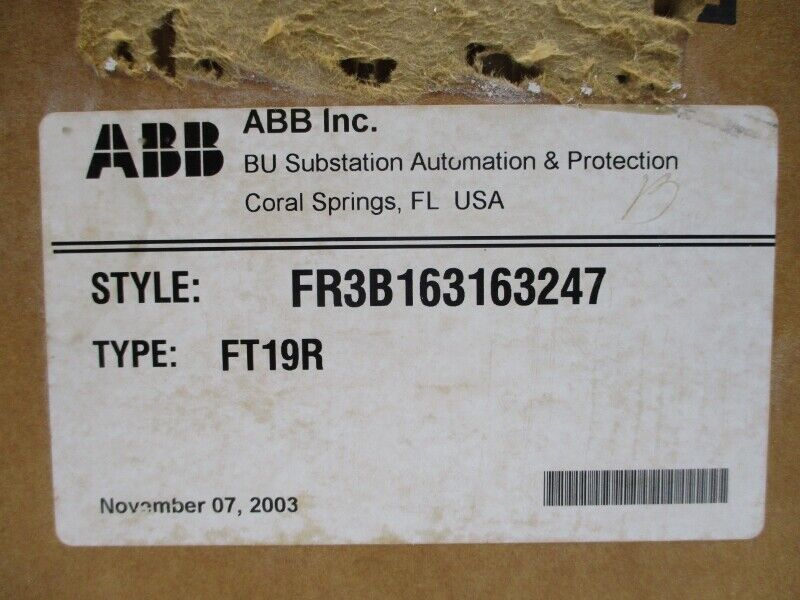 ABB
ABB Inc.
BU Substation Automation & Protection
Coral Springs, FL USA
STYLE: FR3B163163247
TYPE: FT19R
November 07, 2003